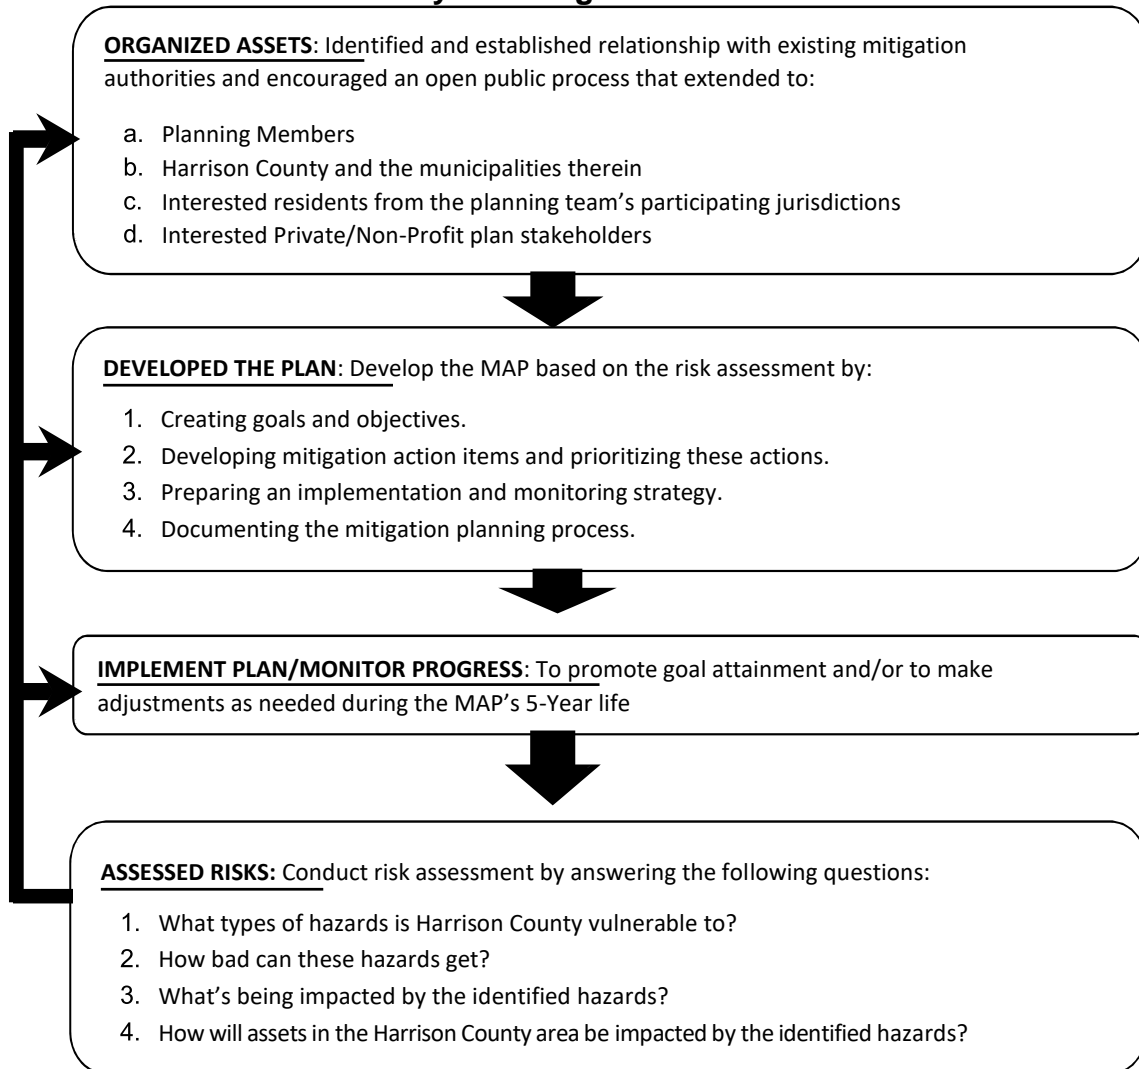 ORGANIZED ASSETS: Identified and established relationship with existing mitigation
authorities and encouraged an open public process that extended to:
a. Planning Members
b. Harrison County and the municipalities therein
c. Interested residents from the planning team's participating jurisdictions
d. Interested Private/Non-Profit plan stakeholders
DEVELOPED THE PLAN: Develop the MAP based on the risk assessment by:
1. Creating goals and objectives.
2. Developing mitigation action items and prioritizing these actions.
3. Preparing an implementation and monitoring strategy.
4. Documenting the mitigation planning process.
IMPLEMENT PLAN/MONITOR PROGRESS: To promote goal attainment and/or to make
adjustments as needed during the MAP's 5-Year life
ASSESSED RISKS: Conduct risk assessment by answering the following questions:
1. What types of hazards is Harrison County vulnerable to?
2. How bad can these hazards get?
3. What's being impacted by the identified hazards?
4. How will assets in the Harrison County area be impacted by the identified hazards?